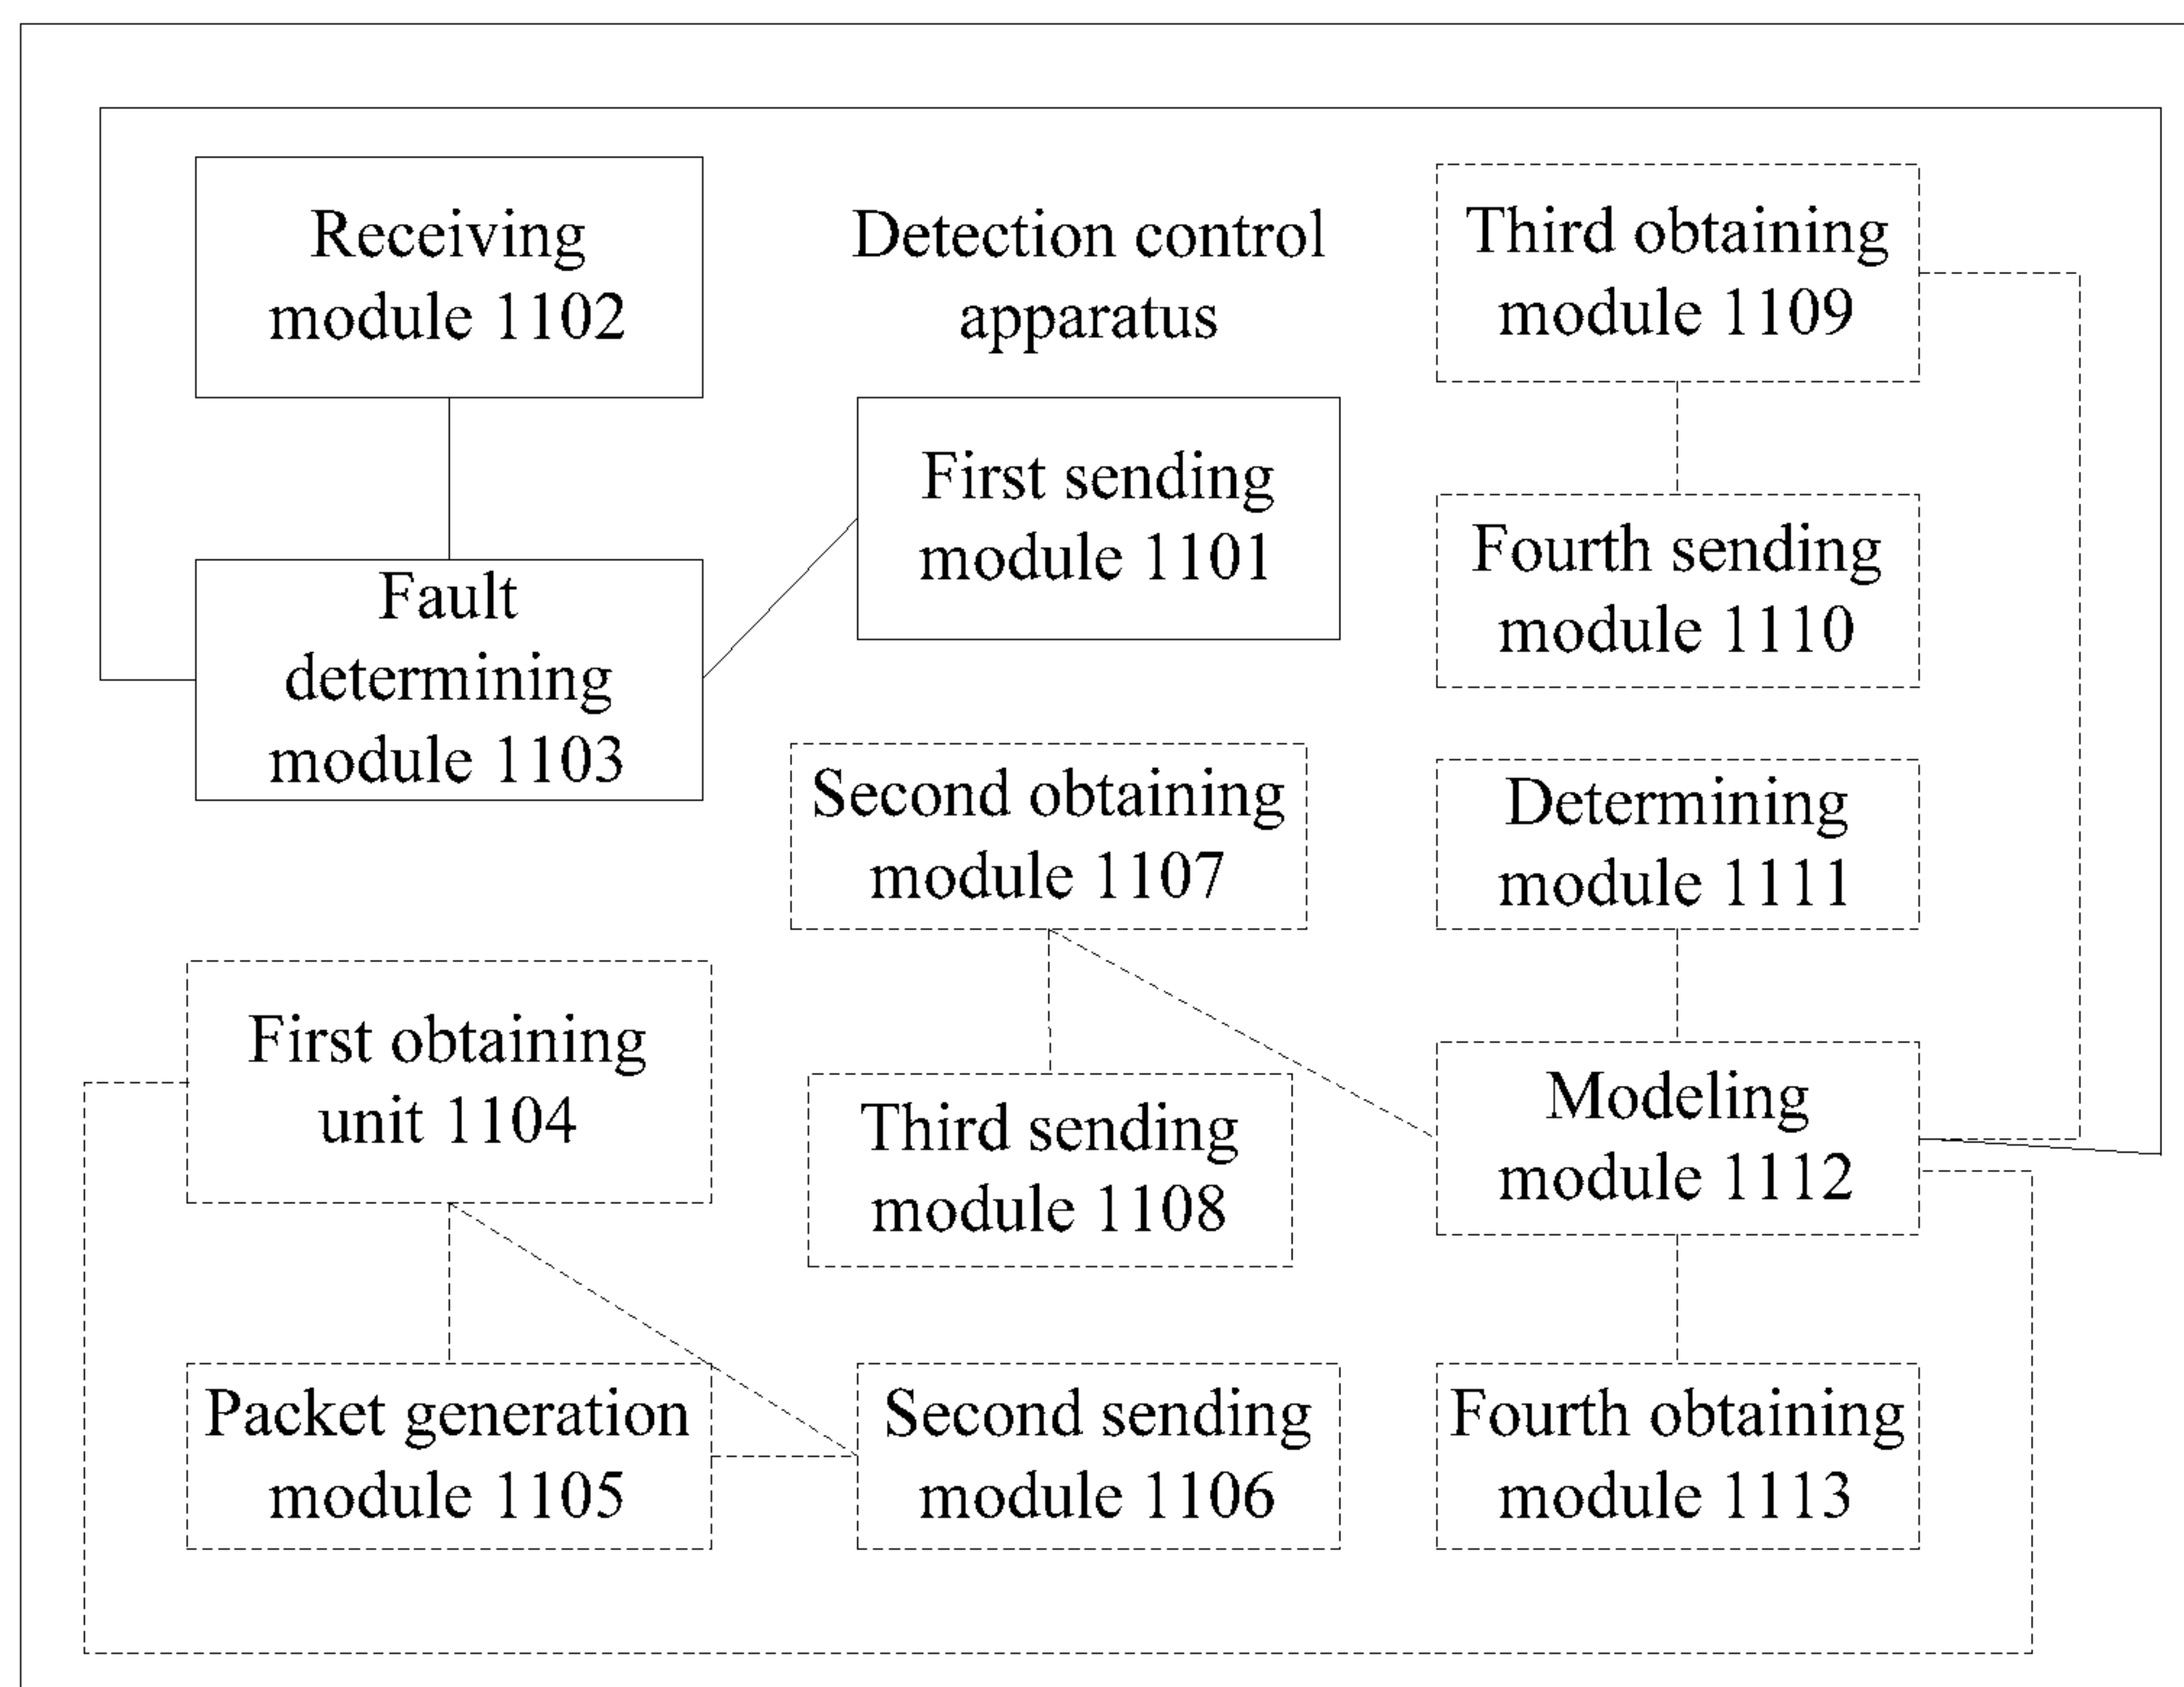 Receiving
module 1102
Detection control
apparatus
Third obtaining
module 1109
First sending
module 1101
Fourth sending
module 1110
Fault
determining
module 1103
Second obtaining
module 1107
Determining
module 1111
First obtaining
unit 1104
Third sending
module 1108
Modeling
module 1112
Packet generation
module 1105
Second sending
module 1106
Fourth obtaining
module 1113